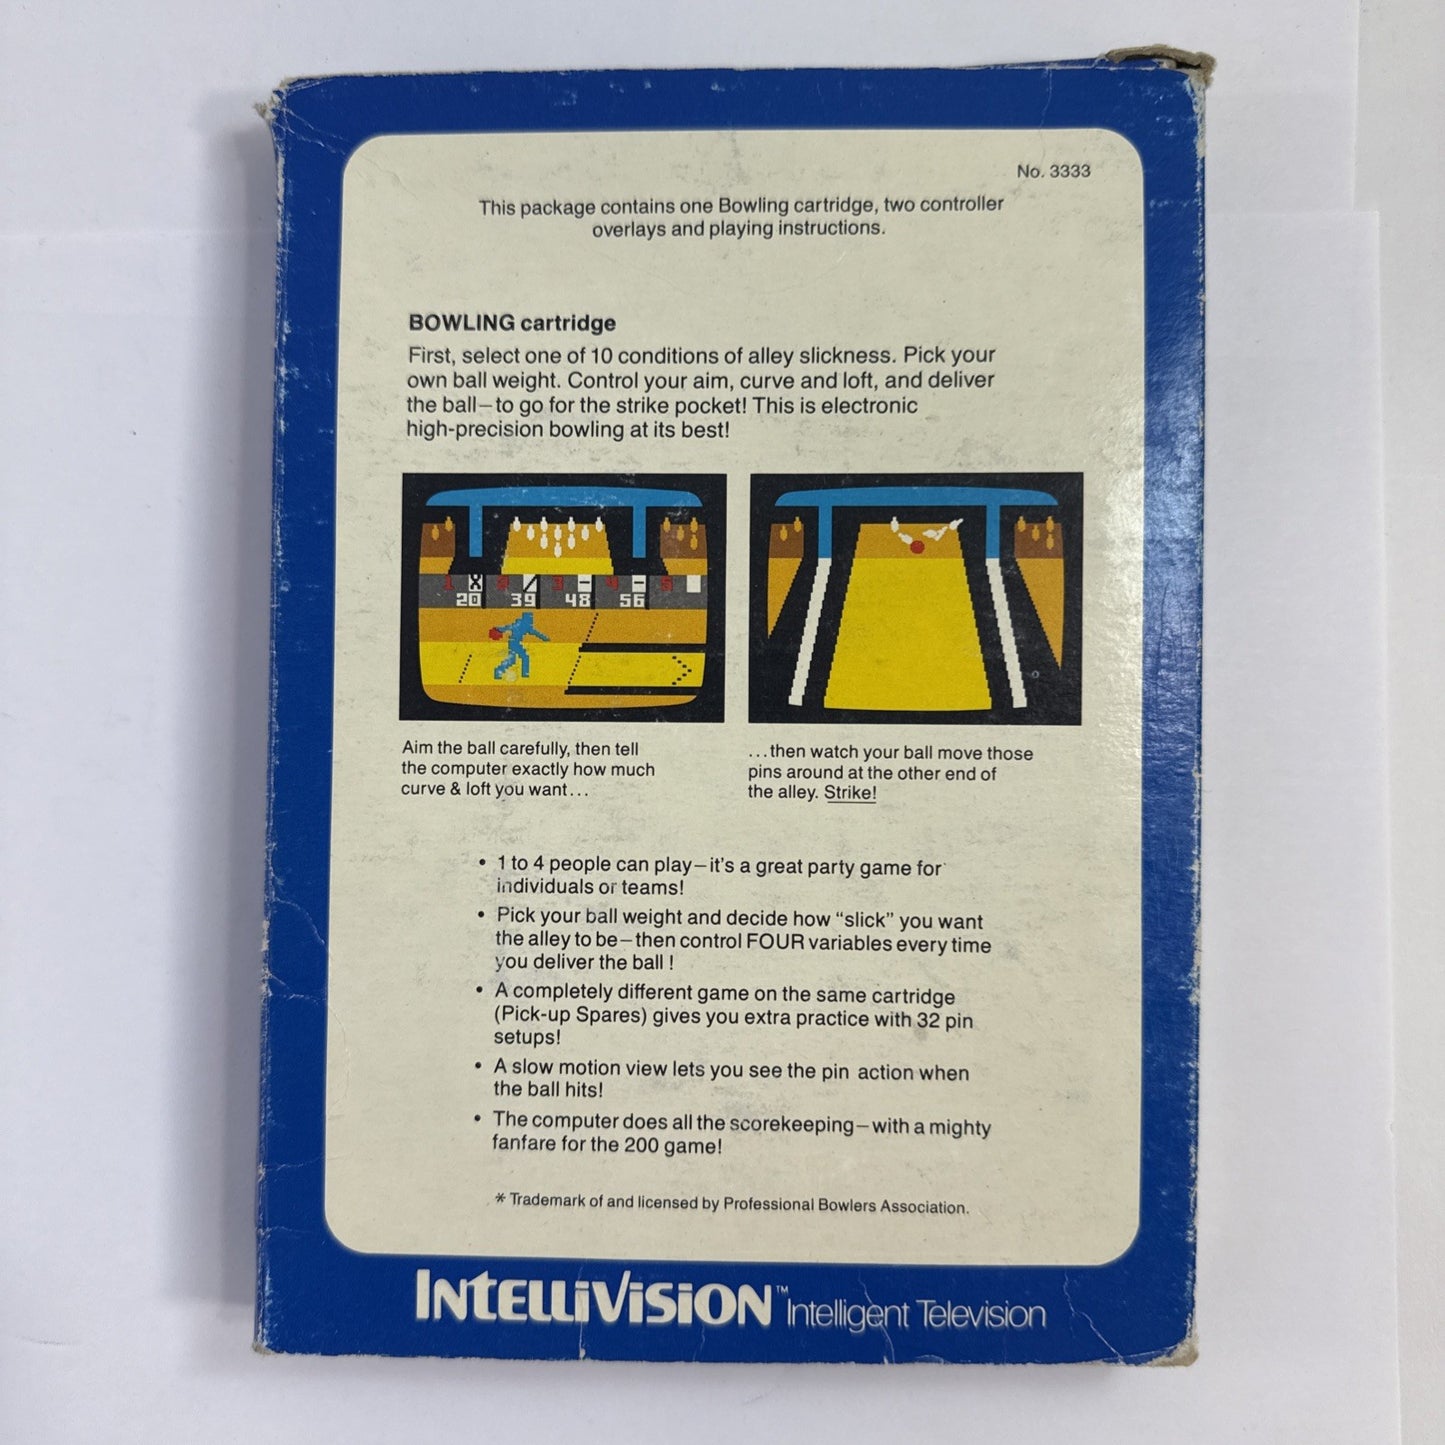 No. 3333
This package contains one Bowling cartridge, two controller
overlays and playing instructions.
BOWLING cartridge
First, select one of 10 conditions of alley slickness. Pick your
own ball weight. Control your aim, curve and loft, and deliver
the ball—to go for the strike pocket! This is electronic
high-precision bowling at its best!
1 X 2 / 3 – 4 – 5
20 39 48 56
Aim the ball carefully, then tell
the computer exactly how much
curve & loft you want...
...then watch your ball move those
pins around at the other end of
the alley. Strike!
• 1 to 4 people can play—it's a great party game for
individuals or teams!
• Pick your ball weight and decide how "slick" you want
the alley to be—then control FOUR variables every time
you deliver the ball !
• A completely different game on the same cartridge
(Pick-up Spares) gives you extra practice with 32 pin
setups!
• A slow motion view lets you see the pin action when
the ball hits!
• The computer does all the scorekeeping—with a mighty
fanfare for the 200 game!
* Trademark of and licensed by Professional Bowlers Association.
INTELLIVISION™ Intelligent Television